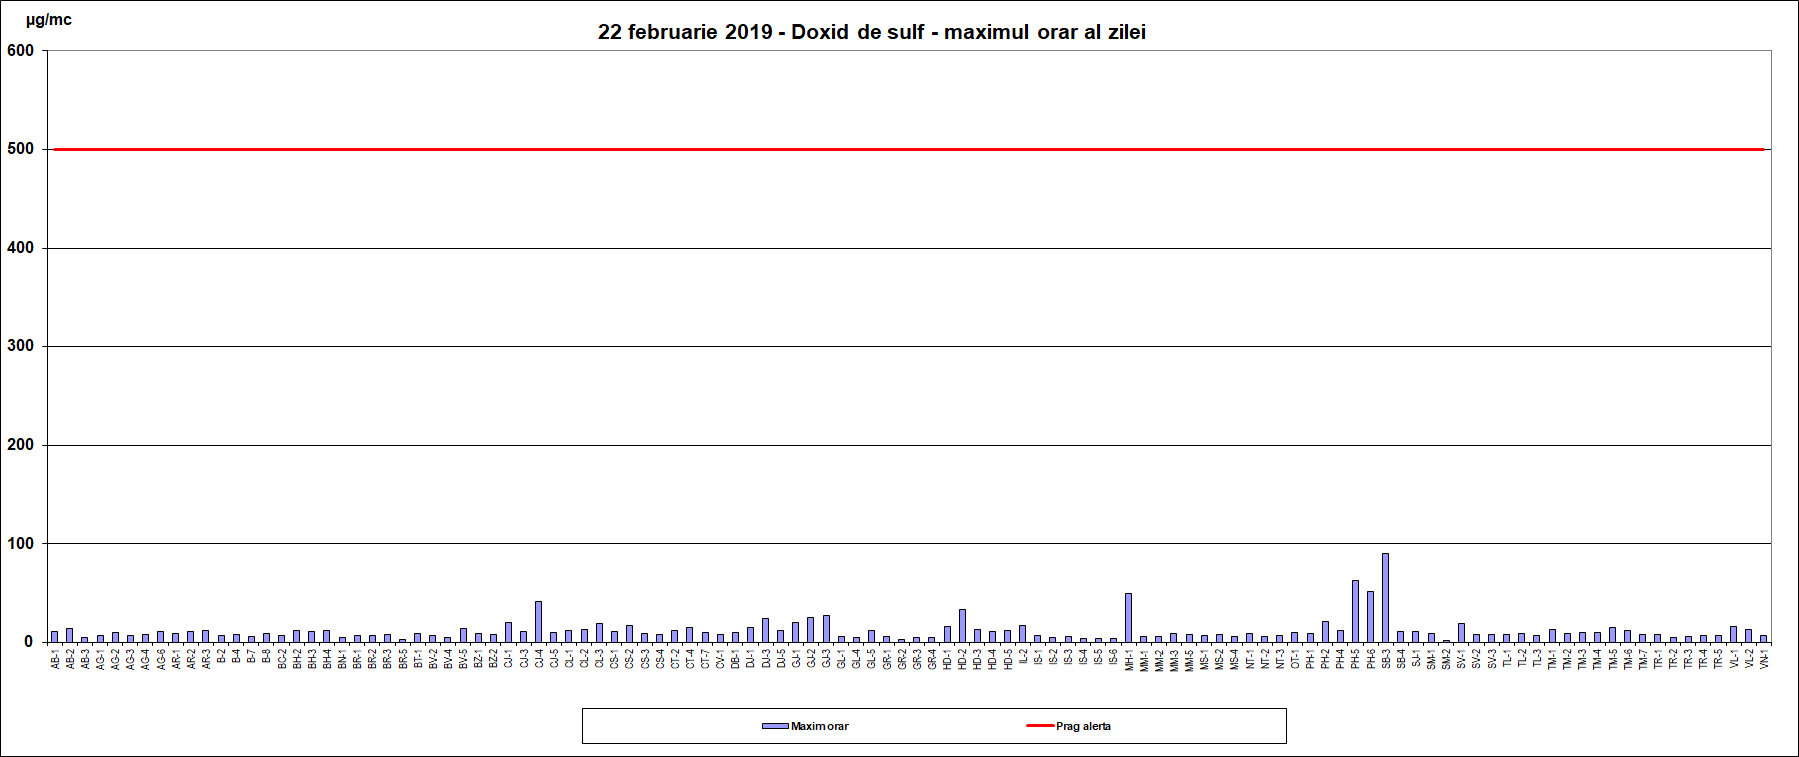 µg/mc
22 februarie 2019 - Doxid de sulf - maximul orar al zilei
600
500
400
300
200
100
0
AB-1 AB-2 AB-3 AG-1 AG-2 AG-3 AG-4 AG-6 AR-1 AR-2 AR-3 B-2 B-4 B-7 B-8 BC-2 BH-2 BH-3 BH-4 BN-1 BR-1 BR-2 BR-3 BR-5 BT-1 BV-2 BV-4 BV-5 BZ-1 BZ-2 CJ-1 CJ-3 CJ-4 CJ-5 CL-1 CL-2 CL-3 CS-1 CS-2 CS-3 CS-4 CT-2 CT-4 CT-7 CV-1 DB-1 DJ-1 DJ-3 DJ-5 GJ-1 GJ-2 GJ-3 GL-1 GL-4 GL-5 GR-1 GR-2 GR-3 GR-4 HD-1 HD-2 HD-3 HD-4 HD-5 IL-2 IS-1 IS-2 IS-3 IS-4 IS-5 IS-6 MH-1 MM-1 MM-2 MM-3 MM-5 MS-1 MS-2 MS-4 NT-1 NT-2 NT-3 OT-1 PH-1 PH-2 PH-4 PH-5 PH-6 SB-3 SB-4 SJ-1 SM-1 SM-2 SV-1 SV-2 SV-3 TL-1 TL-2 TL-3 TM-1 TM-2 TM-3 TM-4 TM-5 TM-6 TM-7 TR-1 TR-2 TR-3 TR-4 TR-5 VL-1 VL-2 VN-1
Maxim orar
Prag alerta